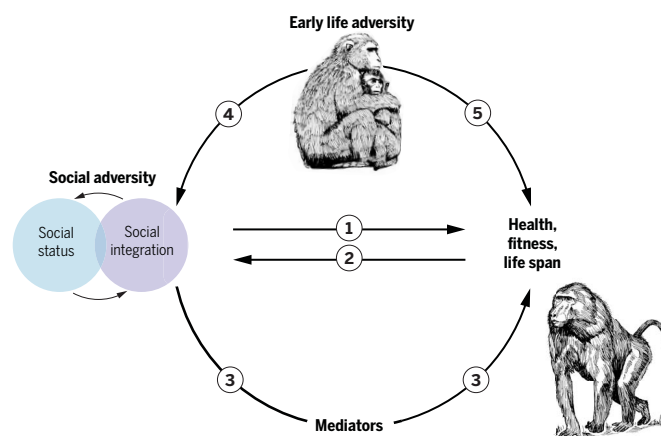 Early life adversity
4
5
Social adversity
Social
status
Social
integration
1
2
Health,
fitness,
life span
3
3
Mediators